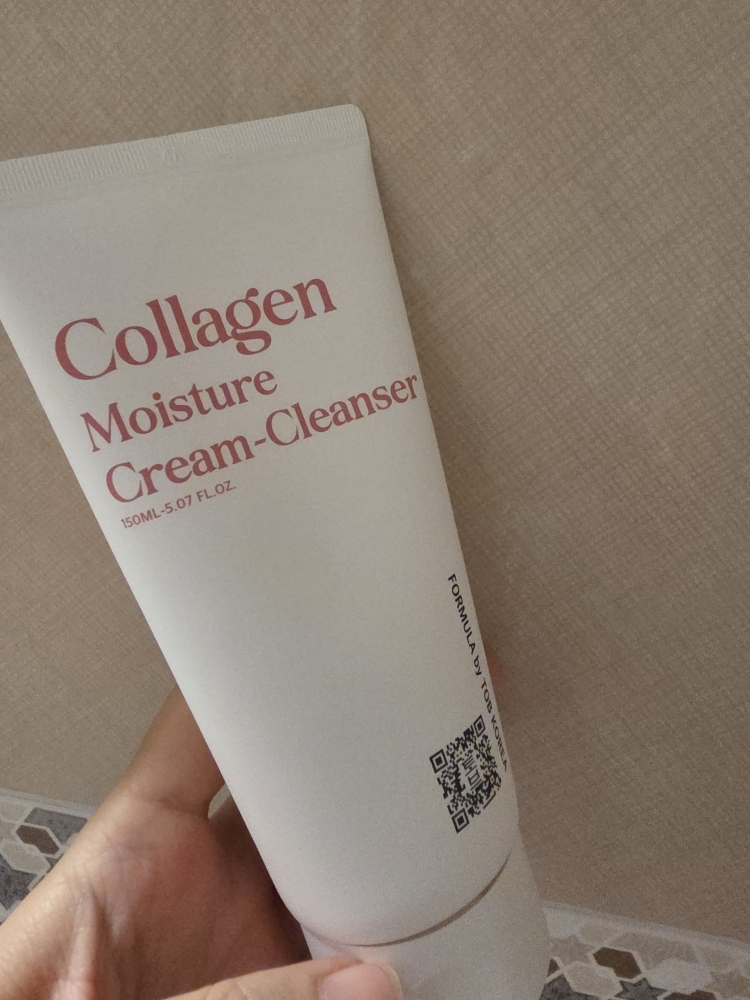 Collagen
Moisture
Cream-Cleanser
150ML-5.07 FL.OZ.
FORMULA by TOB KOREA